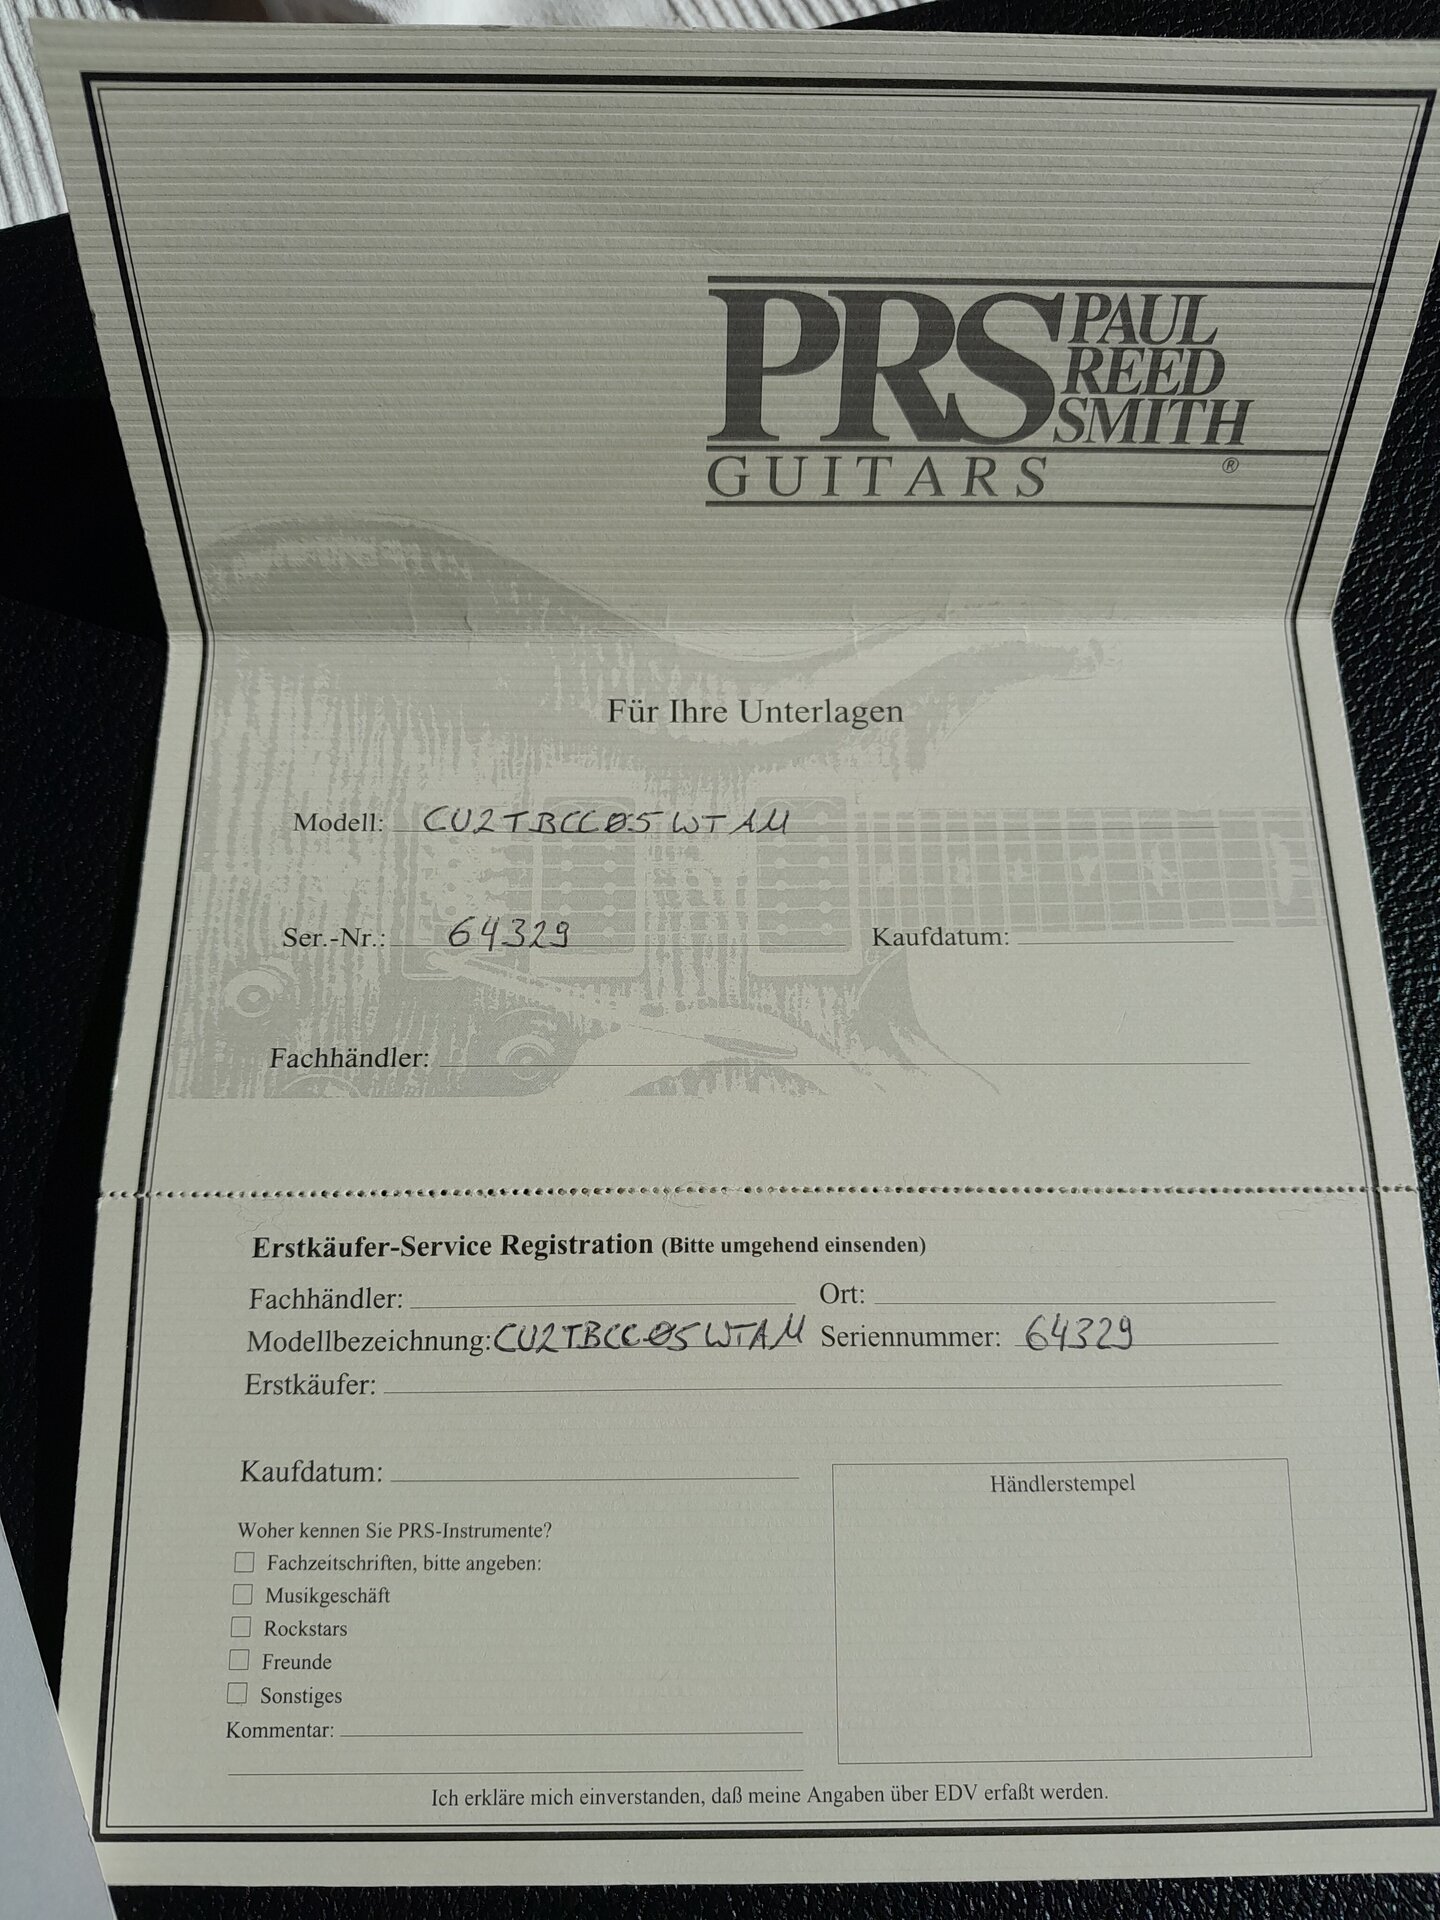 PRS PAUL
REED
SMITH
GUITARS ®
Für Ihre Unterlagen
Modell: CU2TBCC05WTAM
Ser.-Nr.: 64329 Kaufdatum:
Fachhändler:
Erstkäufer-Service Registration (Bitte umgehend einsenden)
Fachhändler: Ort:
Modellbezeichnung: CU2TBCC05WTAM Seriennummer: 64329
Erstkäufer:
Kaufdatum:
Händlerstempel
Woher kennen Sie PRS-Instrumente?
Fachzeitschriften, bitte angeben:
Musikgeschäft
Rockstars
Freunde
Sonstiges
Kommentar:
Ich erkläre mich einverstanden, daß meine Angaben über EDV erfaßt werden.